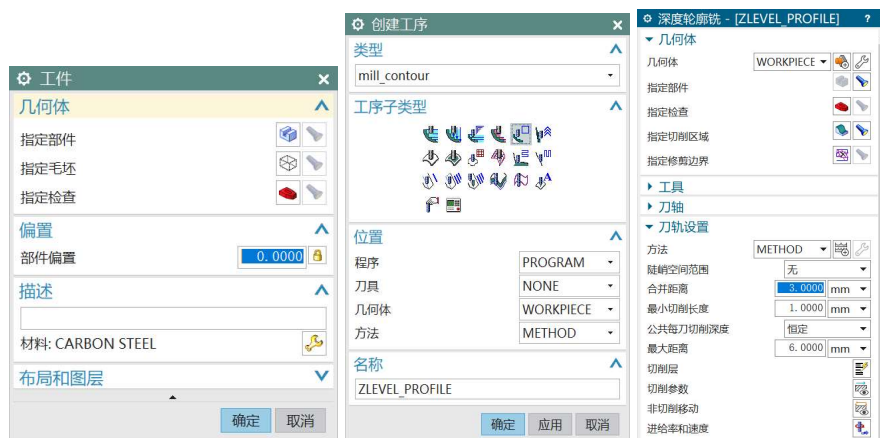 工件
几何体
指定部件
指定毛坯
指定检查
偏置
部件偏置 0.0000
描述
材料: CARBON STEEL
布局和图层
确定 取消
创建工序
类型
mill_contour
工序子类型
位置
程序 PROGRAM
刀具 NONE
几何体 WORKPIECE
方法 METHOD
名称
ZLEVEL_PROFILE
确定 应用 取消
深度轮廓铣 - [ZLEVEL_PROFILE] ?
几何体
几何体 WORKPIECE
指定部件
指定检查
指定切削区域
指定修剪边界
工具
刀轴
刀轨设置
方法 METHOD
陡峭空间范围 无
合并距离 3.0000 mm
最小切削长度 1.0000 mm
公共每刀切削深度 恒定
最大距离 6.0000 mm
切削层
切削参数
非切削移动
进给率和速度